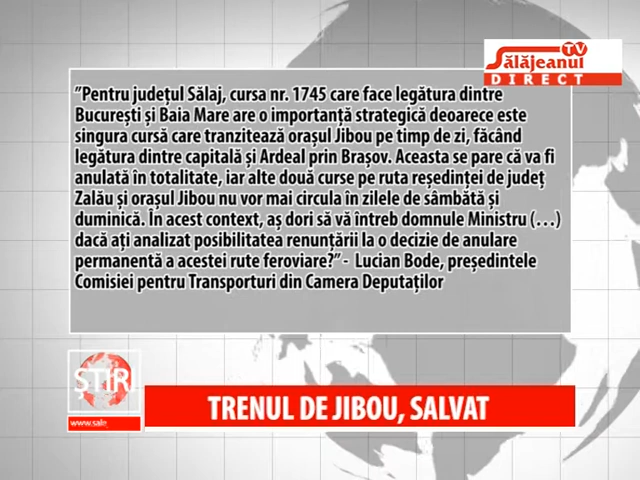 Sălăjeanul TV
DIRECT
"Pentru județul Sălaj, cursa nr. 1745 care face legătura dintre
București și Baia Mare are o importanță strategică deoarece este
singura cursă care tranzitează orașul Jibou pe timp de zi, făcând
legătura dintre capitală și Ardeal prin Brașov. Aceasta se pare că va fi
anulată în totalitate, iar alte două curse pe ruta reședinței de județ
Zalău și orașul Jibou nu vor mai circula în zilele de sâmbătă și
duminică. În acest context, aș dori să vă întreb domnule Ministru (...)
dacă ați analizat posibilitatea renunțării la o decizie de anulare
permanentă a acestei rute feroviare?" - Lucian Bode, președintele
Comisiei pentru Transporturi din Camera Deputaților
ȘTIRI
www.sala
TRENUL DE JIBOU, SALVAT